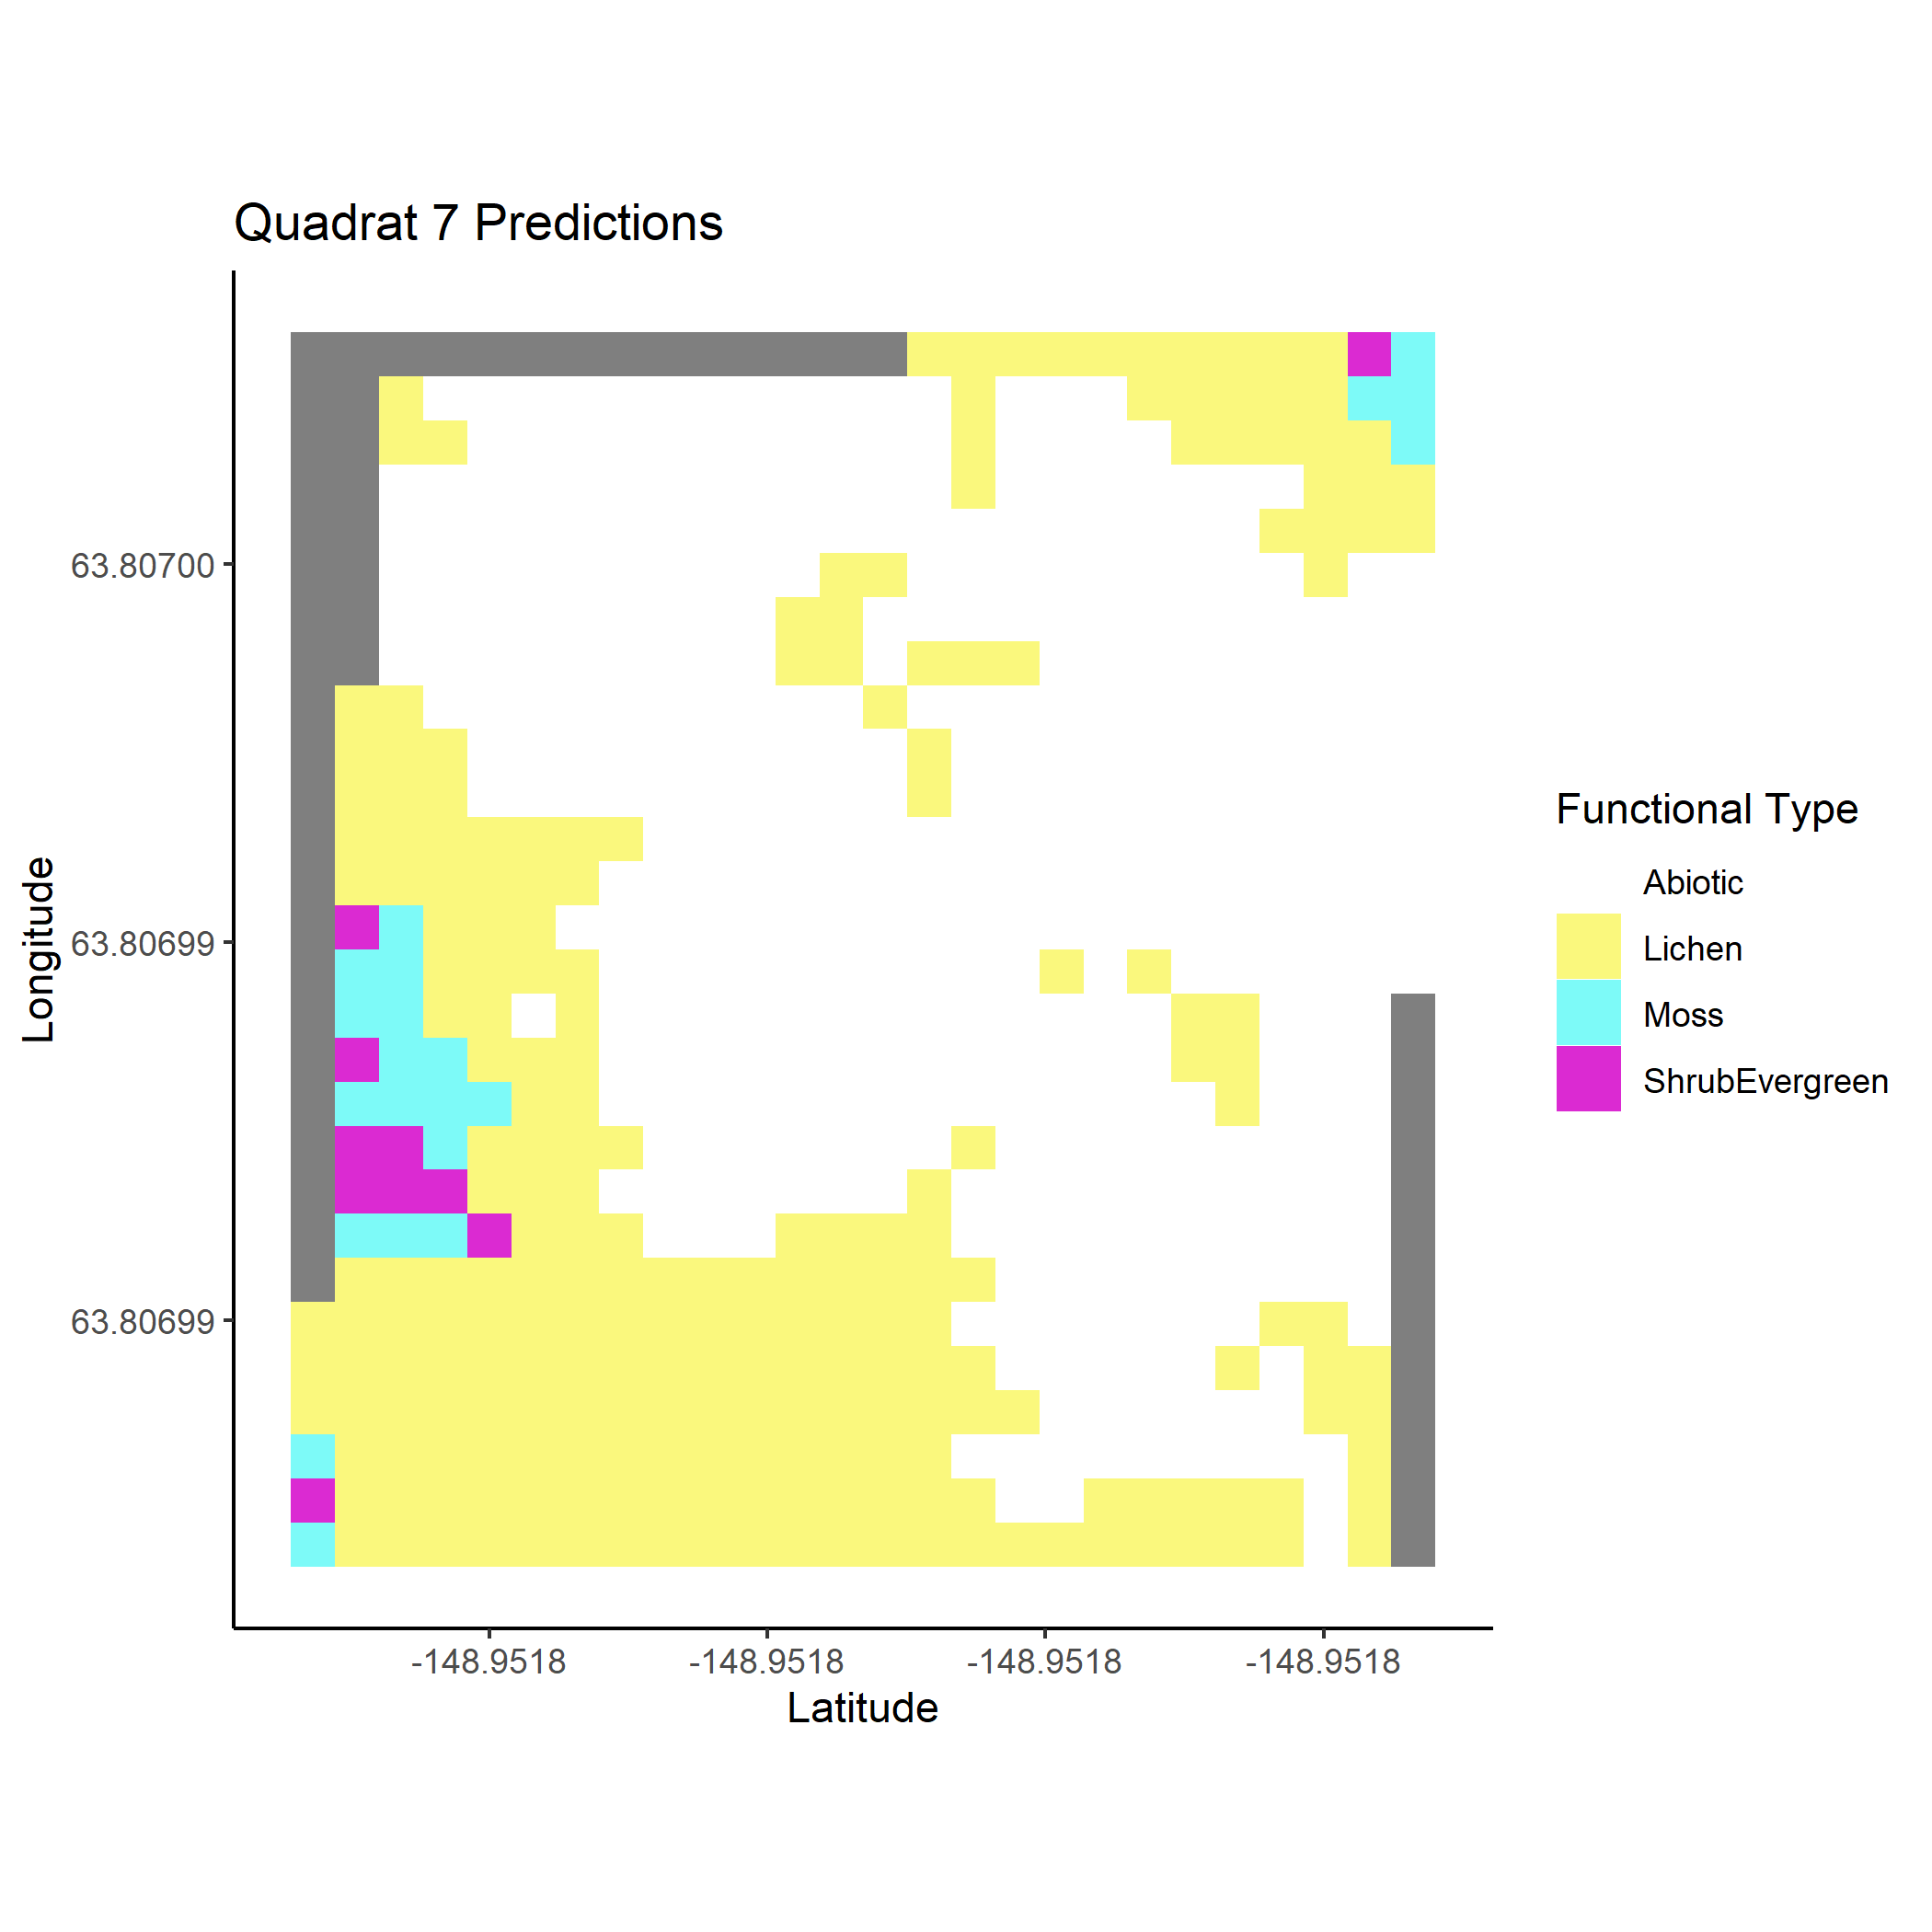 Quadrat 7 Predictions
63.80700
63.80699
63.80699
Longitude
-148.9518
-148.9518
-148.9518
-148.9518
Latitude
Functional Type
Abiotic
Lichen
Moss
ShrubEvergreen